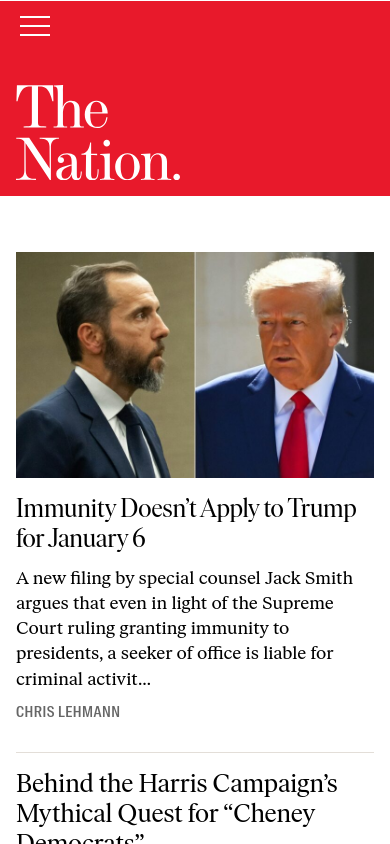 The
Nation.
Immunity Doesn’t Apply to Trump
for January 6
A new filing by special counsel Jack Smith
argues that even in light of the Supreme
Court ruling granting immunity to
presidents, a seeker of office is liable for
criminal activit...
CHRIS LEHMANN
Behind the Harris Campaign’s
Mythical Quest for “Cheney
Democrats”